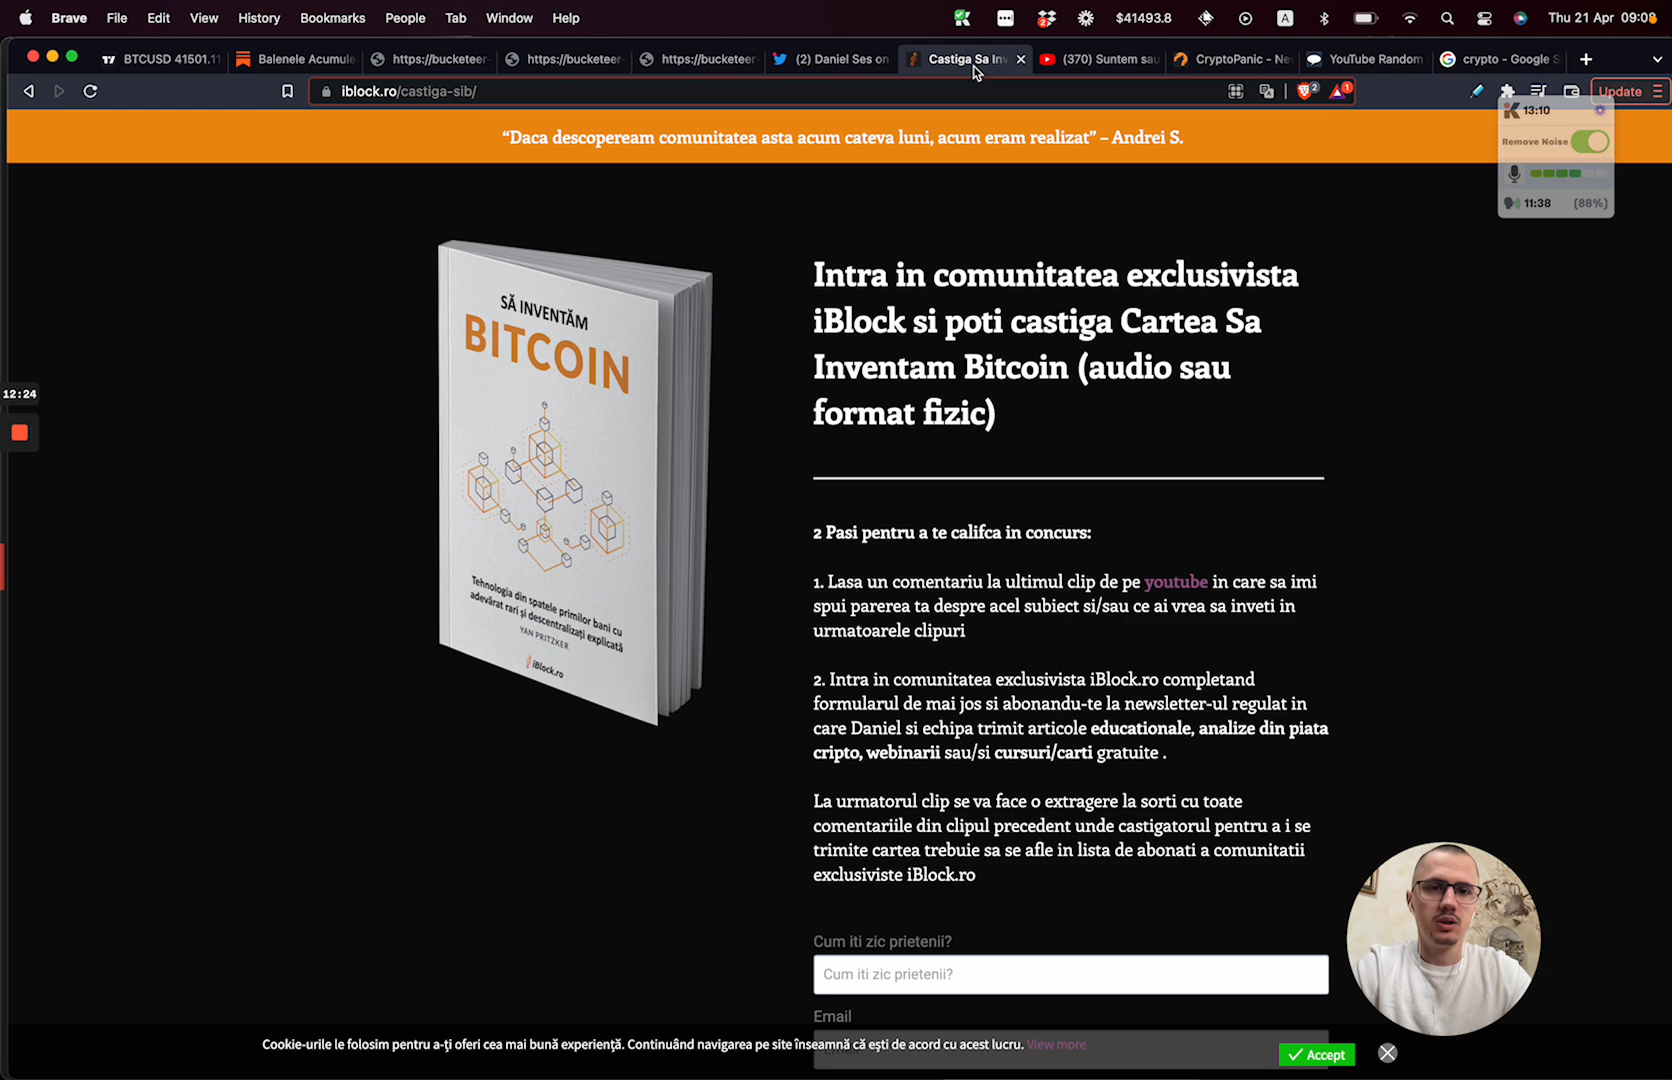 Brave File Edit View History Bookmarks People Tab Window Help
2
$41493.8
A
Thu 21 Apr 09:08
BTCUSD 41501.11
Balenele Acumule
https://bucketeer-
https://bucketeer-
https://bucketeer-
(2) Daniel Ses on
Castiga Sa Inv
(370) Suntem sau
CryptoPanic - Nev
YouTube Random
crypto - Google S
iblock.ro/castiga-sib/
2
1
Update
“Daca descopeream comunitatea asta acum cateva luni, acum eram realizat” – Andrei S.
13:10
Remove Noise
11:38 (88%)
12:24
SĂ INVENTĂM
BITCOIN
Tehnologia din spatele primilor bani cu
adevărat rari și descentralizați explicată
YAN PRITZKER
iBlock.ro
Intra in comunitatea exclusivista
iBlock si poti castiga Cartea Sa
Inventam Bitcoin (audio sau
format fizic)
2 Pasi pentru a te califca in concurs:
1. Lasa un comentariu la ultimul clip de pe youtube in care sa imi
spui parerea ta despre acel subiect si/sau ce ai vrea sa inveti in
urmatoarele clipuri
2. Intra in comunitatea exclusivista iBlock.ro completand
formularul de mai jos si abonandu-te la newsletter-ul regulat in
care Daniel si echipa trimit articole educationale, analize din piata
cripto, webinarii sau/si cursuri/carti gratuite .
La urmatorul clip se va face o extragere la sorti cu toate
comentariile din clipul precedent unde castigatorul pentru a i se
trimite cartea trebuie sa se afle in lista de abonati a comunitatii
exclusiviste iBlock.ro
Cum iti zic prietenii?
Cum iti zic prietenii?
Email
Cookie-urile le folosim pentru a-ți oferi cea mai bună experiență. Continuând navigarea pe site înseamnă că ești de acord cu acest lucru. View more
Accept